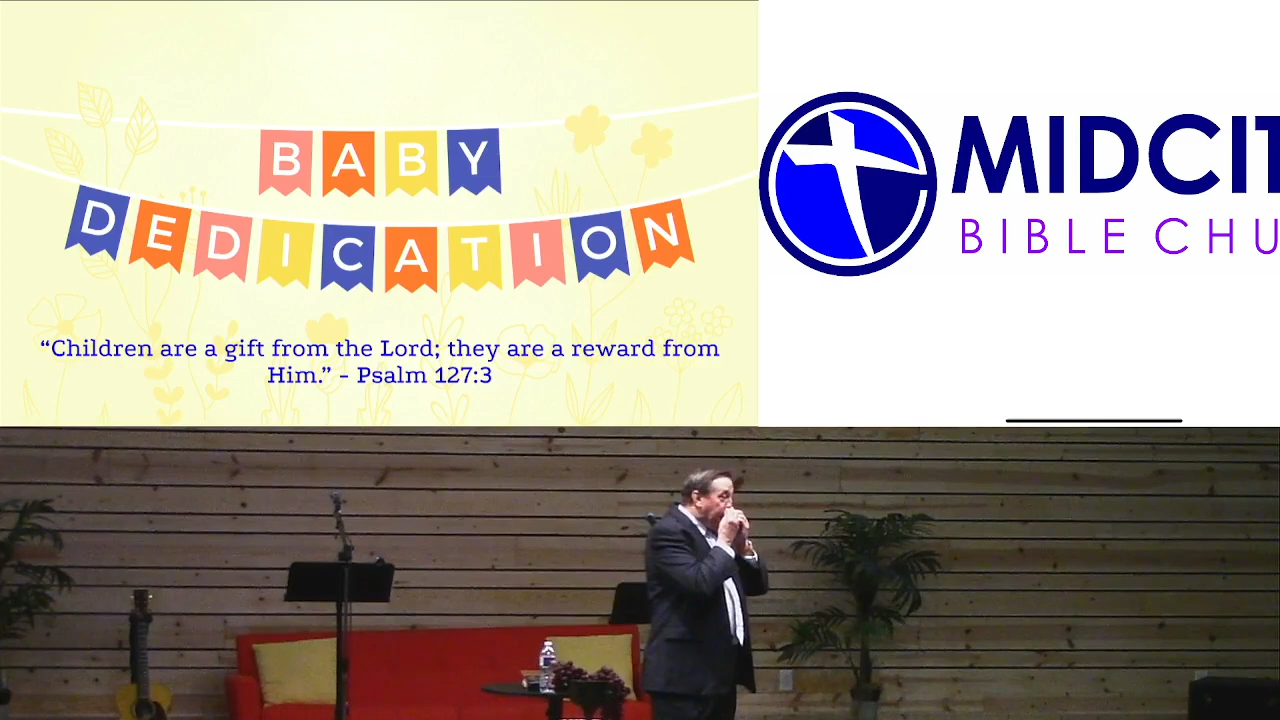 BABY
DEDICATION
“Children are a gift from the Lord; they are a reward from
Him.” - Psalm 127:3
MIDCIT
BIBLE CHU